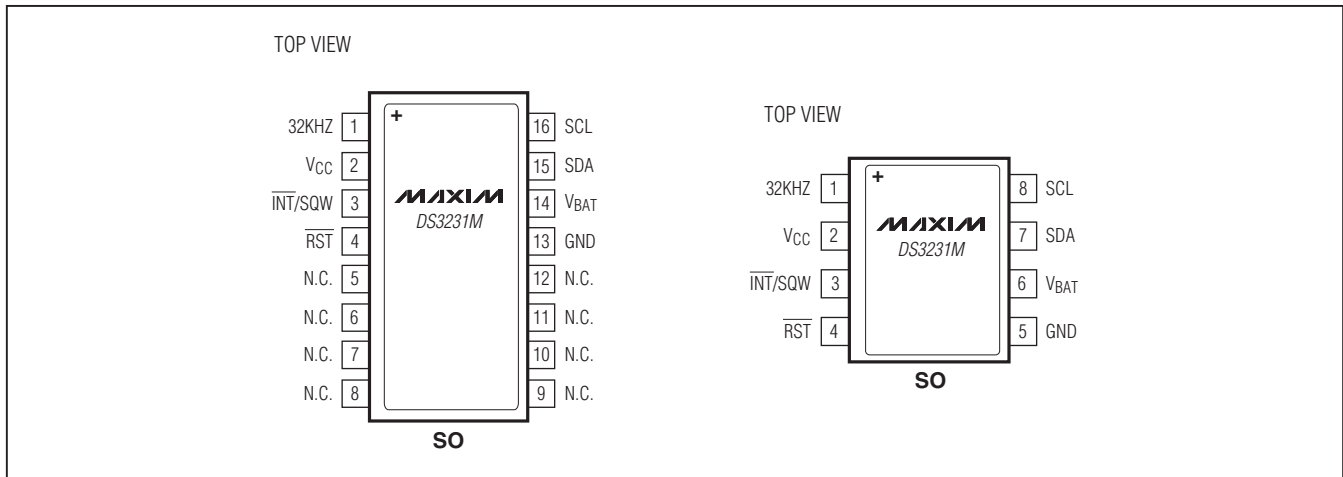 TOP VIEW
32KHZ 1 + 16 SCL
VCC 2 15 SDA
INT/SQW 3 MAXIM 14 VBAT
DS3231M
RST 4 13 GND
N.C. 5 12 N.C.
N.C. 6 11 N.C.
N.C. 7 10 N.C.
N.C. 8 9 N.C.
SO
TOP VIEW
32KHZ 1 + 8 SCL
VCC 2 MAXIM 7 SDA
DS3231M
INT/SQW 3 6 VBAT
RST 4 5 GND
SO